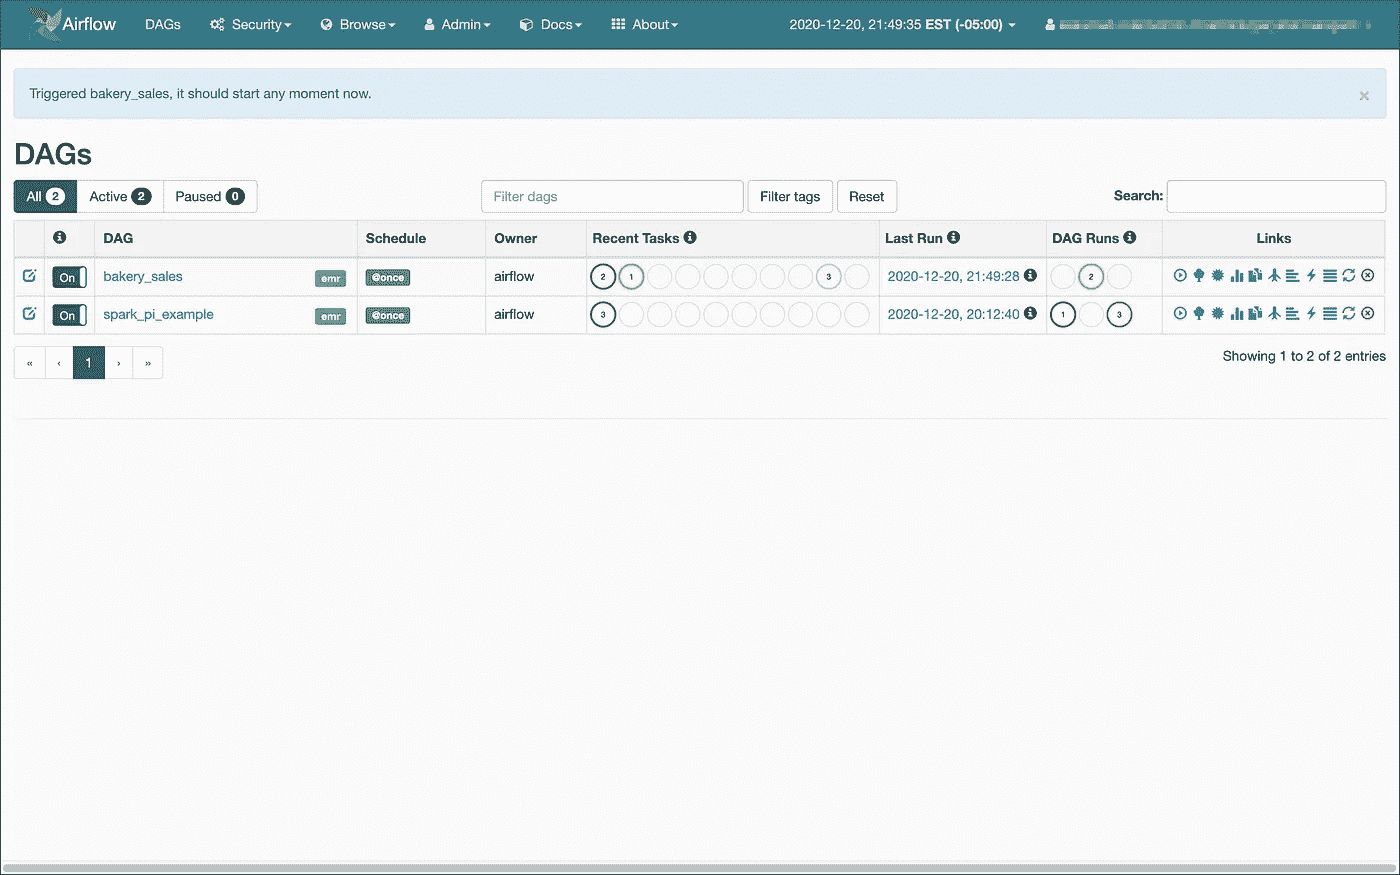 Airflow DAGs Security Browse Admin Docs About 2020-12-20, 21:49:35 EST (-05:00)
Triggered bakery_sales, it should start any moment now. ×
DAGs
All 2 Active 2 Paused 0 Filter dags Filter tags Reset Search:
DAG Schedule Owner Recent Tasks Last Run DAG Runs Links
On bakery_sales emr @once airflow 2 1 3 2020-12-20, 21:49:28 2
On spark_pi_example emr @once airflow 3 2020-12-20, 20:12:40 1 3
« ‹ 1 › » Showing 1 to 2 of 2 entries